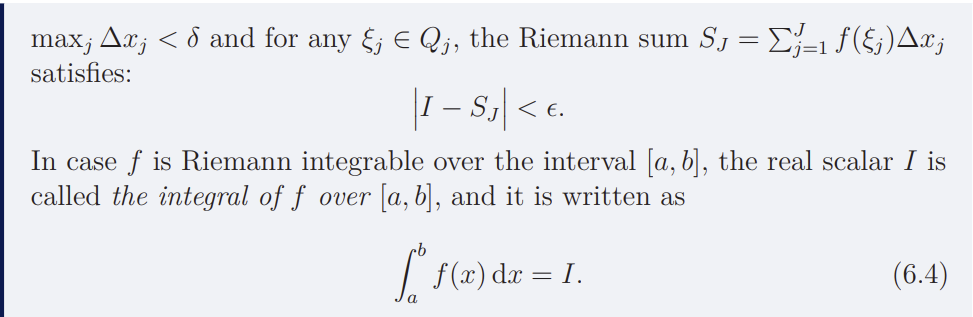 max_j Δx_j < δ and for any ξ_j ∈ Q_j, the Riemann sum S_J = ∑_{j=1}^J f(ξ_j)Δx_j
satisfies:
|I − S_J| < ϵ.
In case f is Riemann integrable over the interval [a, b], the real scalar I is
called the integral of f over [a, b], and it is written as
∫_a^b f(x) dx = I. (6.4)